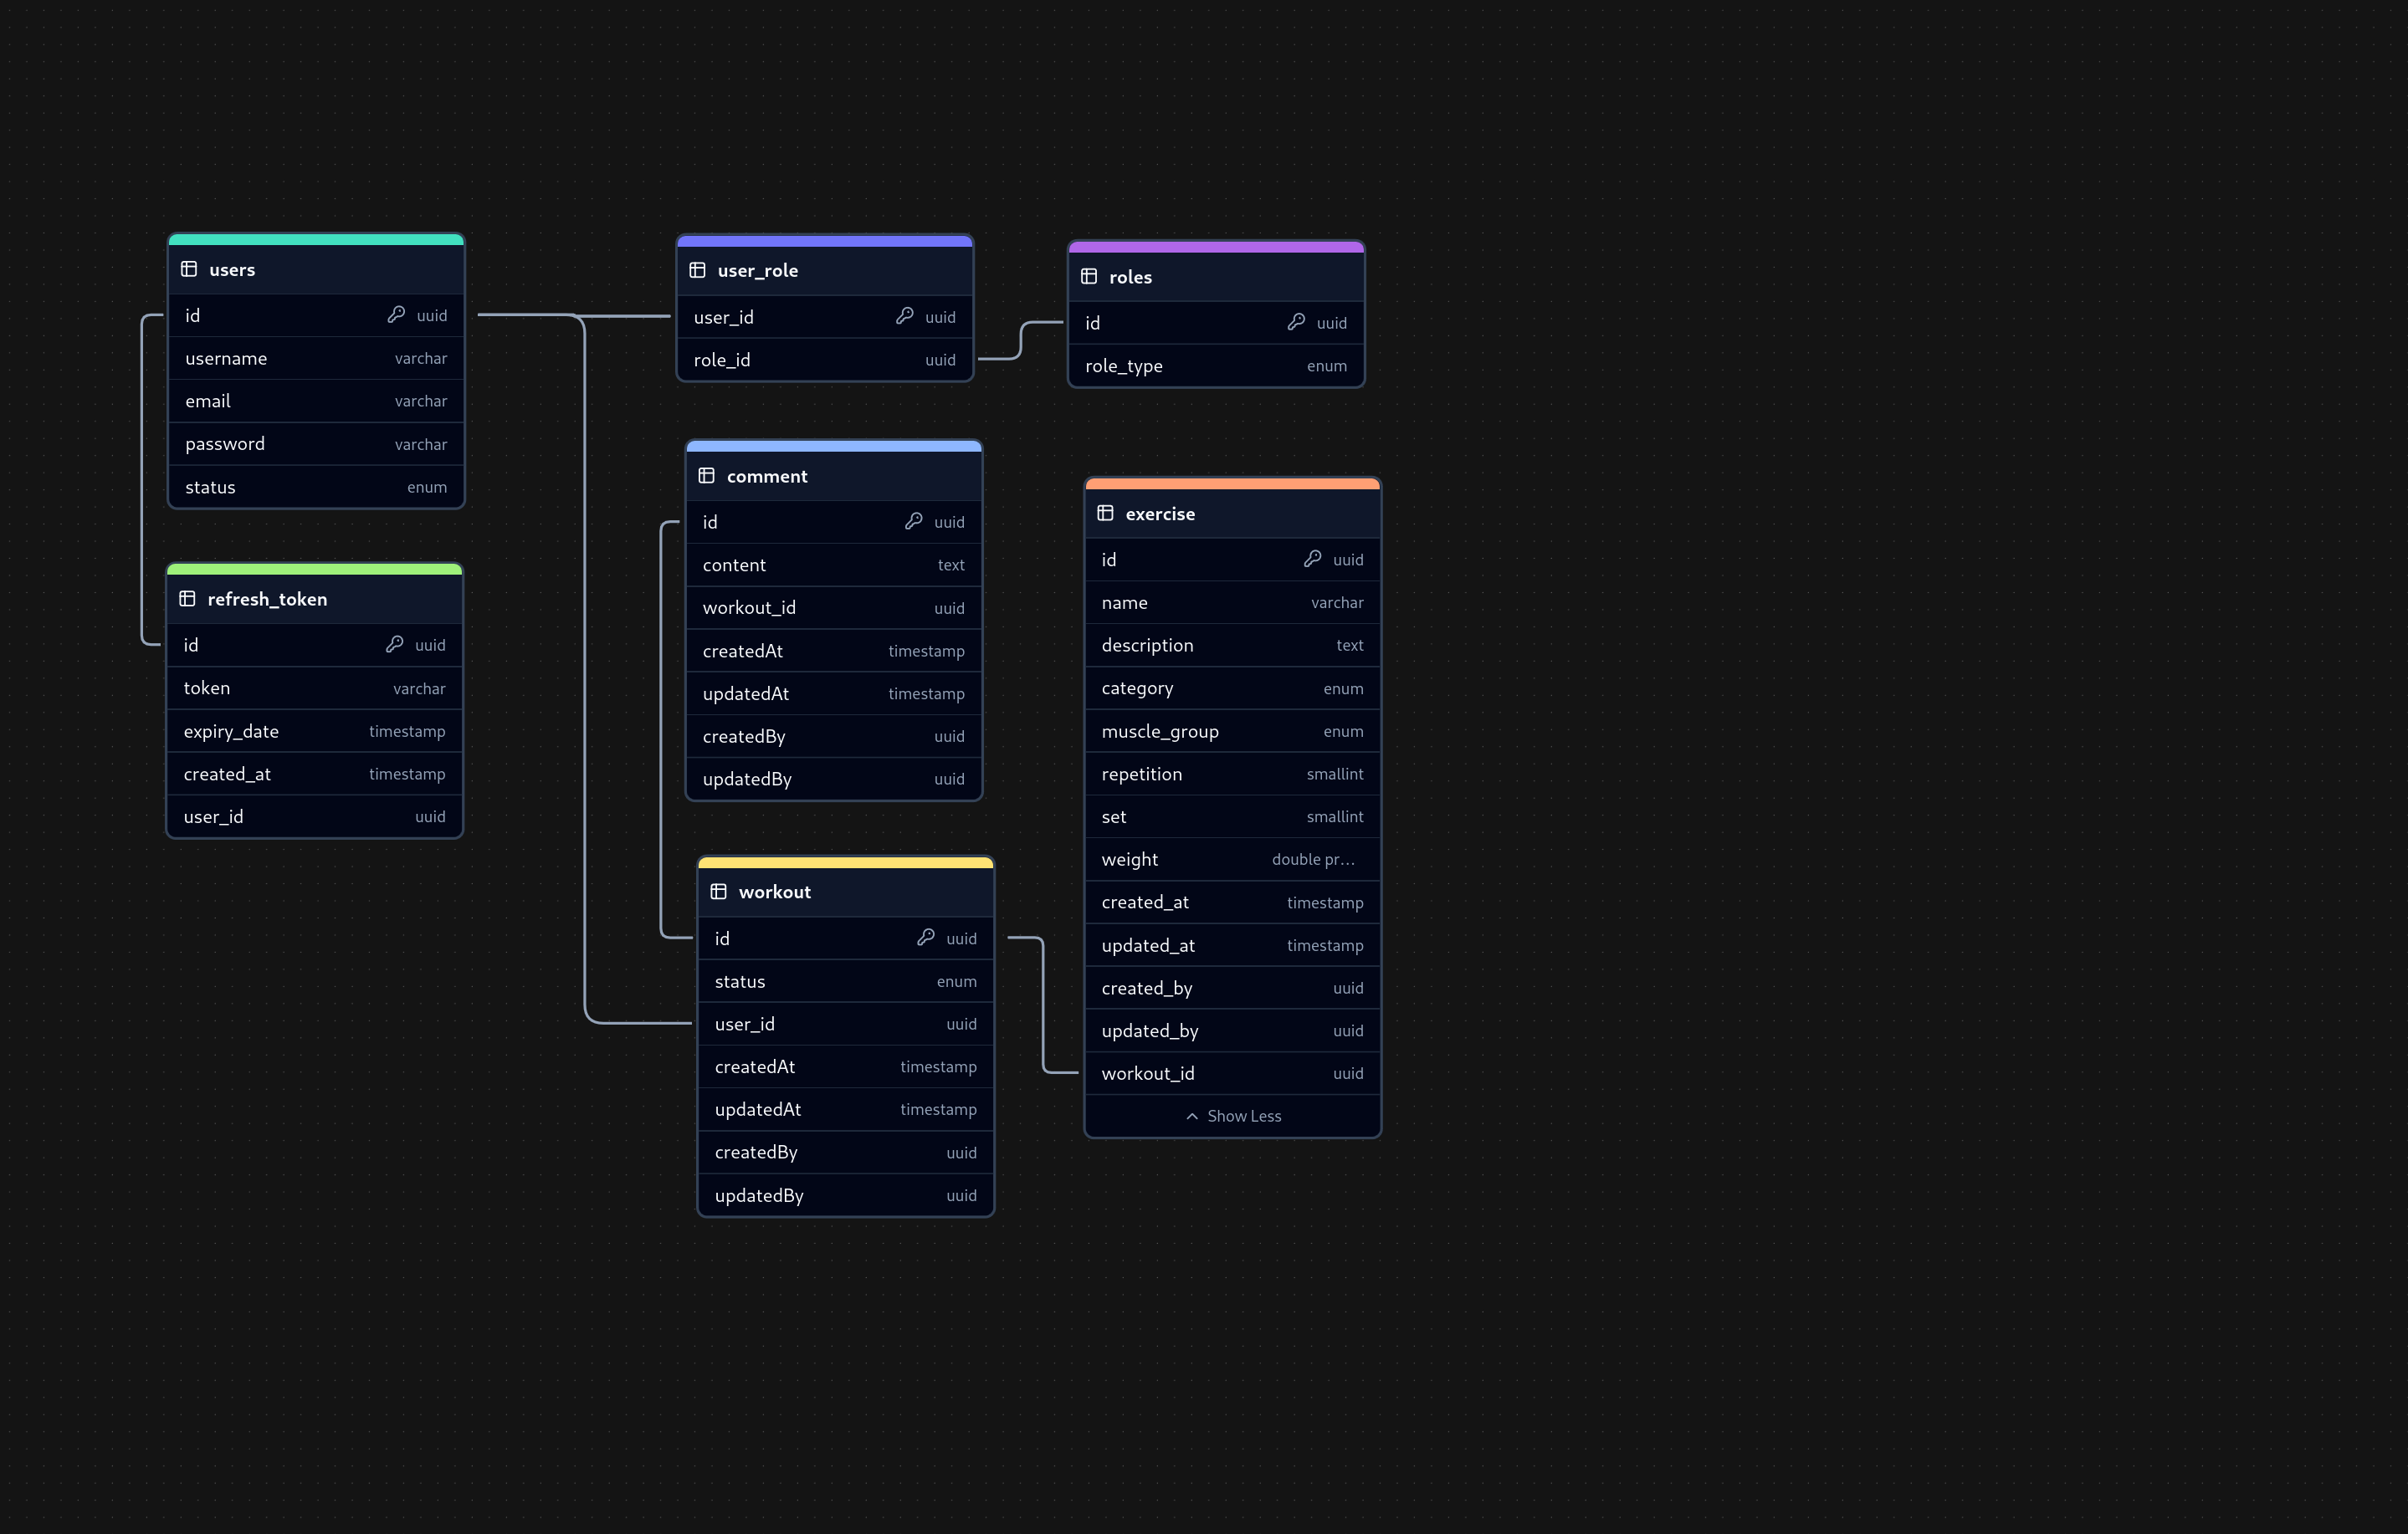 users
id uuid
username varchar
email varchar
password varchar
status enum
refresh_token
id uuid
token varchar
expiry_date timestamp
created_at timestamp
user_id uuid
user_role
user_id uuid
role_id uuid
roles
id uuid
role_type enum
comment
id uuid
content text
workout_id uuid
createdAt timestamp
updatedAt timestamp
createdBy uuid
updatedBy uuid
workout
id uuid
status enum
user_id uuid
createdAt timestamp
updatedAt timestamp
createdBy uuid
updatedBy uuid
exercise
id uuid
name varchar
description text
category enum
muscle_group enum
repetition smallint
set smallint
weight double pr...
created_at timestamp
updated_at timestamp
created_by uuid
updated_by uuid
workout_id uuid
Show Less